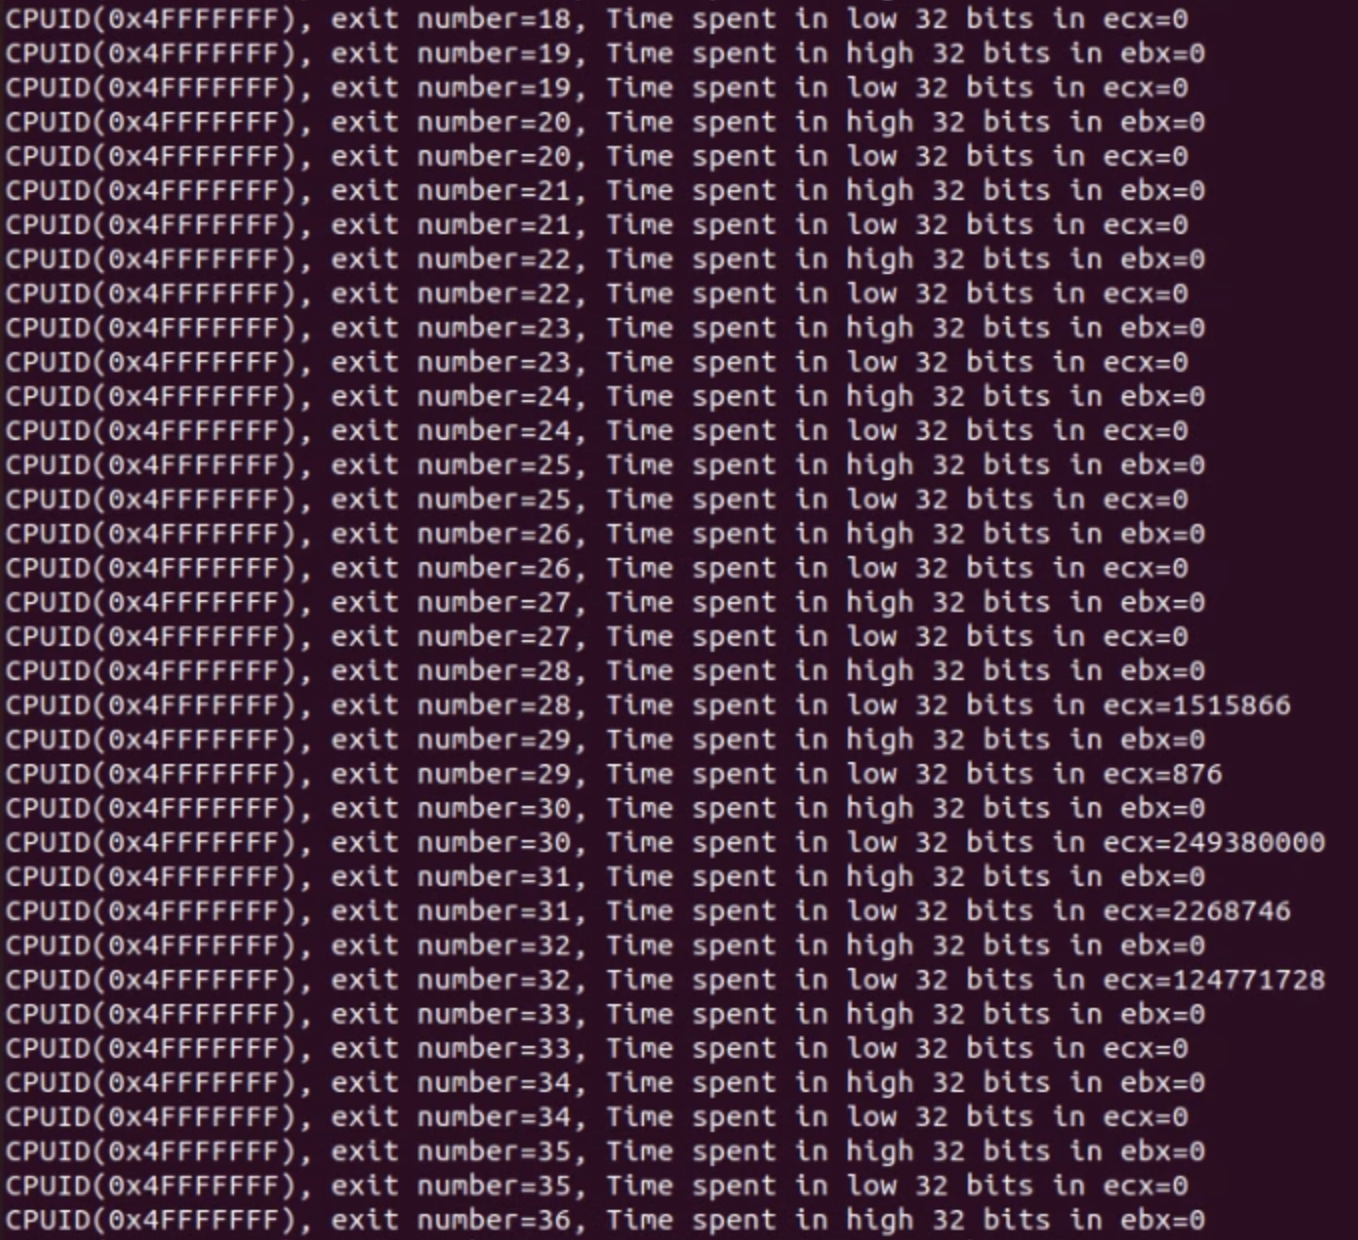 CPUID(0x4FFFFFFF), exit number=18, Time spent in low 32 bits in ecx=0
CPUID(0x4FFFFFFF), exit number=19, Time spent in high 32 bits in ebx=0
CPUID(0x4FFFFFFF), exit number=19, Time spent in low 32 bits in ecx=0
CPUID(0x4FFFFFFF), exit number=20, Time spent in high 32 bits in ebx=0
CPUID(0x4FFFFFFF), exit number=20, Time spent in low 32 bits in ecx=0
CPUID(0x4FFFFFFF), exit number=21, Time spent in high 32 bits in ebx=0
CPUID(0x4FFFFFFF), exit number=21, Time spent in low 32 bits in ecx=0
CPUID(0x4FFFFFFF), exit number=22, Time spent in high 32 bits in ebx=0
CPUID(0x4FFFFFFF), exit number=22, Time spent in low 32 bits in ecx=0
CPUID(0x4FFFFFFF), exit number=23, Time spent in high 32 bits in ebx=0
CPUID(0x4FFFFFFF), exit number=23, Time spent in low 32 bits in ecx=0
CPUID(0x4FFFFFFF), exit number=24, Time spent in high 32 bits in ebx=0
CPUID(0x4FFFFFFF), exit number=24, Time spent in low 32 bits in ecx=0
CPUID(0x4FFFFFFF), exit number=25, Time spent in high 32 bits in ebx=0
CPUID(0x4FFFFFFF), exit number=25, Time spent in low 32 bits in ecx=0
CPUID(0x4FFFFFFF), exit number=26, Time spent in high 32 bits in ebx=0
CPUID(0x4FFFFFFF), exit number=26, Time spent in low 32 bits in ecx=0
CPUID(0x4FFFFFFF), exit number=27, Time spent in high 32 bits in ebx=0
CPUID(0x4FFFFFFF), exit number=27, Time spent in low 32 bits in ecx=0
CPUID(0x4FFFFFFF), exit number=28, Time spent in high 32 bits in ebx=0
CPUID(0x4FFFFFFF), exit number=28, Time spent in low 32 bits in ecx=1515866
CPUID(0x4FFFFFFF), exit number=29, Time spent in high 32 bits in ebx=0
CPUID(0x4FFFFFFF), exit number=29, Time spent in low 32 bits in ecx=876
CPUID(0x4FFFFFFF), exit number=30, Time spent in high 32 bits in ebx=0
CPUID(0x4FFFFFFF), exit number=30, Time spent in low 32 bits in ecx=249380000
CPUID(0x4FFFFFFF), exit number=31, Time spent in high 32 bits in ebx=0
CPUID(0x4FFFFFFF), exit number=31, Time spent in low 32 bits in ecx=2268746
CPUID(0x4FFFFFFF), exit number=32, Time spent in high 32 bits in ebx=0
CPUID(0x4FFFFFFF), exit number=32, Time spent in low 32 bits in ecx=124771728
CPUID(0x4FFFFFFF), exit number=33, Time spent in high 32 bits in ebx=0
CPUID(0x4FFFFFFF), exit number=33, Time spent in low 32 bits in ecx=0
CPUID(0x4FFFFFFF), exit number=34, Time spent in high 32 bits in ebx=0
CPUID(0x4FFFFFFF), exit number=34, Time spent in low 32 bits in ecx=0
CPUID(0x4FFFFFFF), exit number=35, Time spent in high 32 bits in ebx=0
CPUID(0x4FFFFFFF), exit number=35, Time spent in low 32 bits in ecx=0
CPUID(0x4FFFFFFF), exit number=36, Time spent in high 32 bits in ebx=0